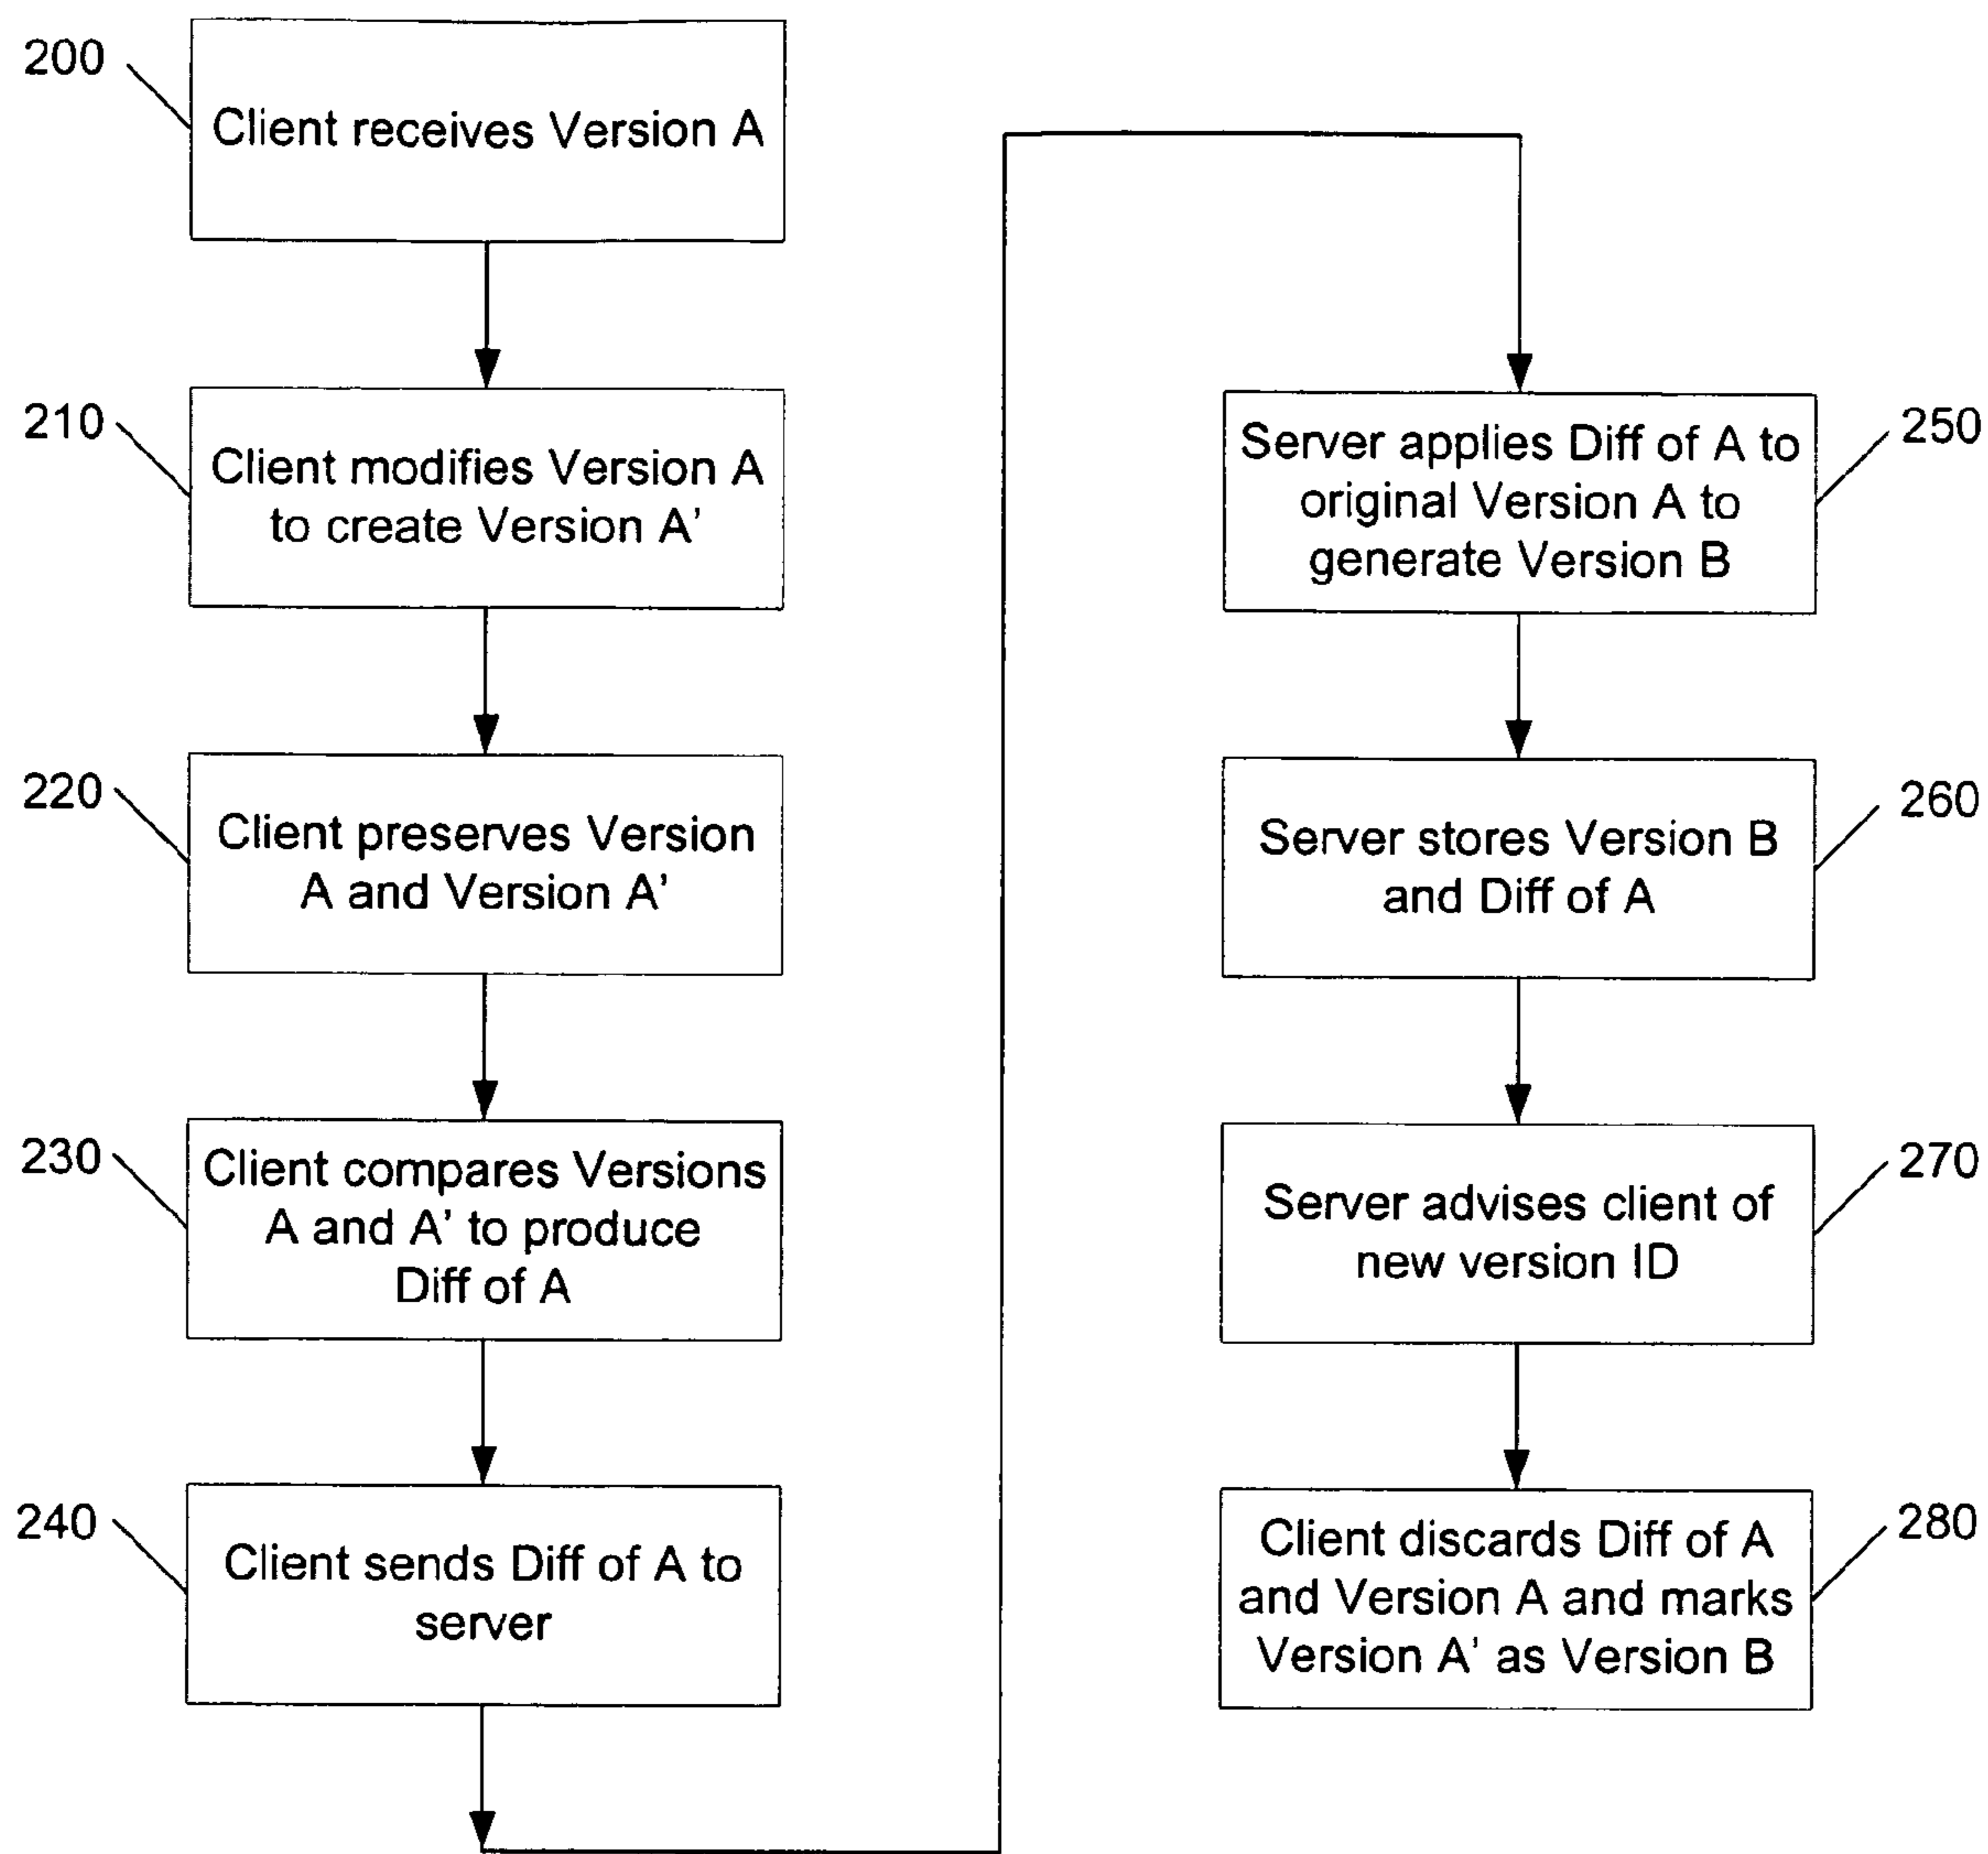 200
Client receives Version A
210
Client modifies Version A
to create Version A'
220
Client preserves Version
A and Version A'
230
Client compares Versions
A and A' to produce
Diff of A
240
Client sends Diff of A to
server
250
Server applies Diff of A to
original Version A to
generate Version B
260
Server stores Version B
and Diff of A
270
Server advises client of
new version ID
280
Client discards Diff of A
and Version A and marks
Version A' as Version B